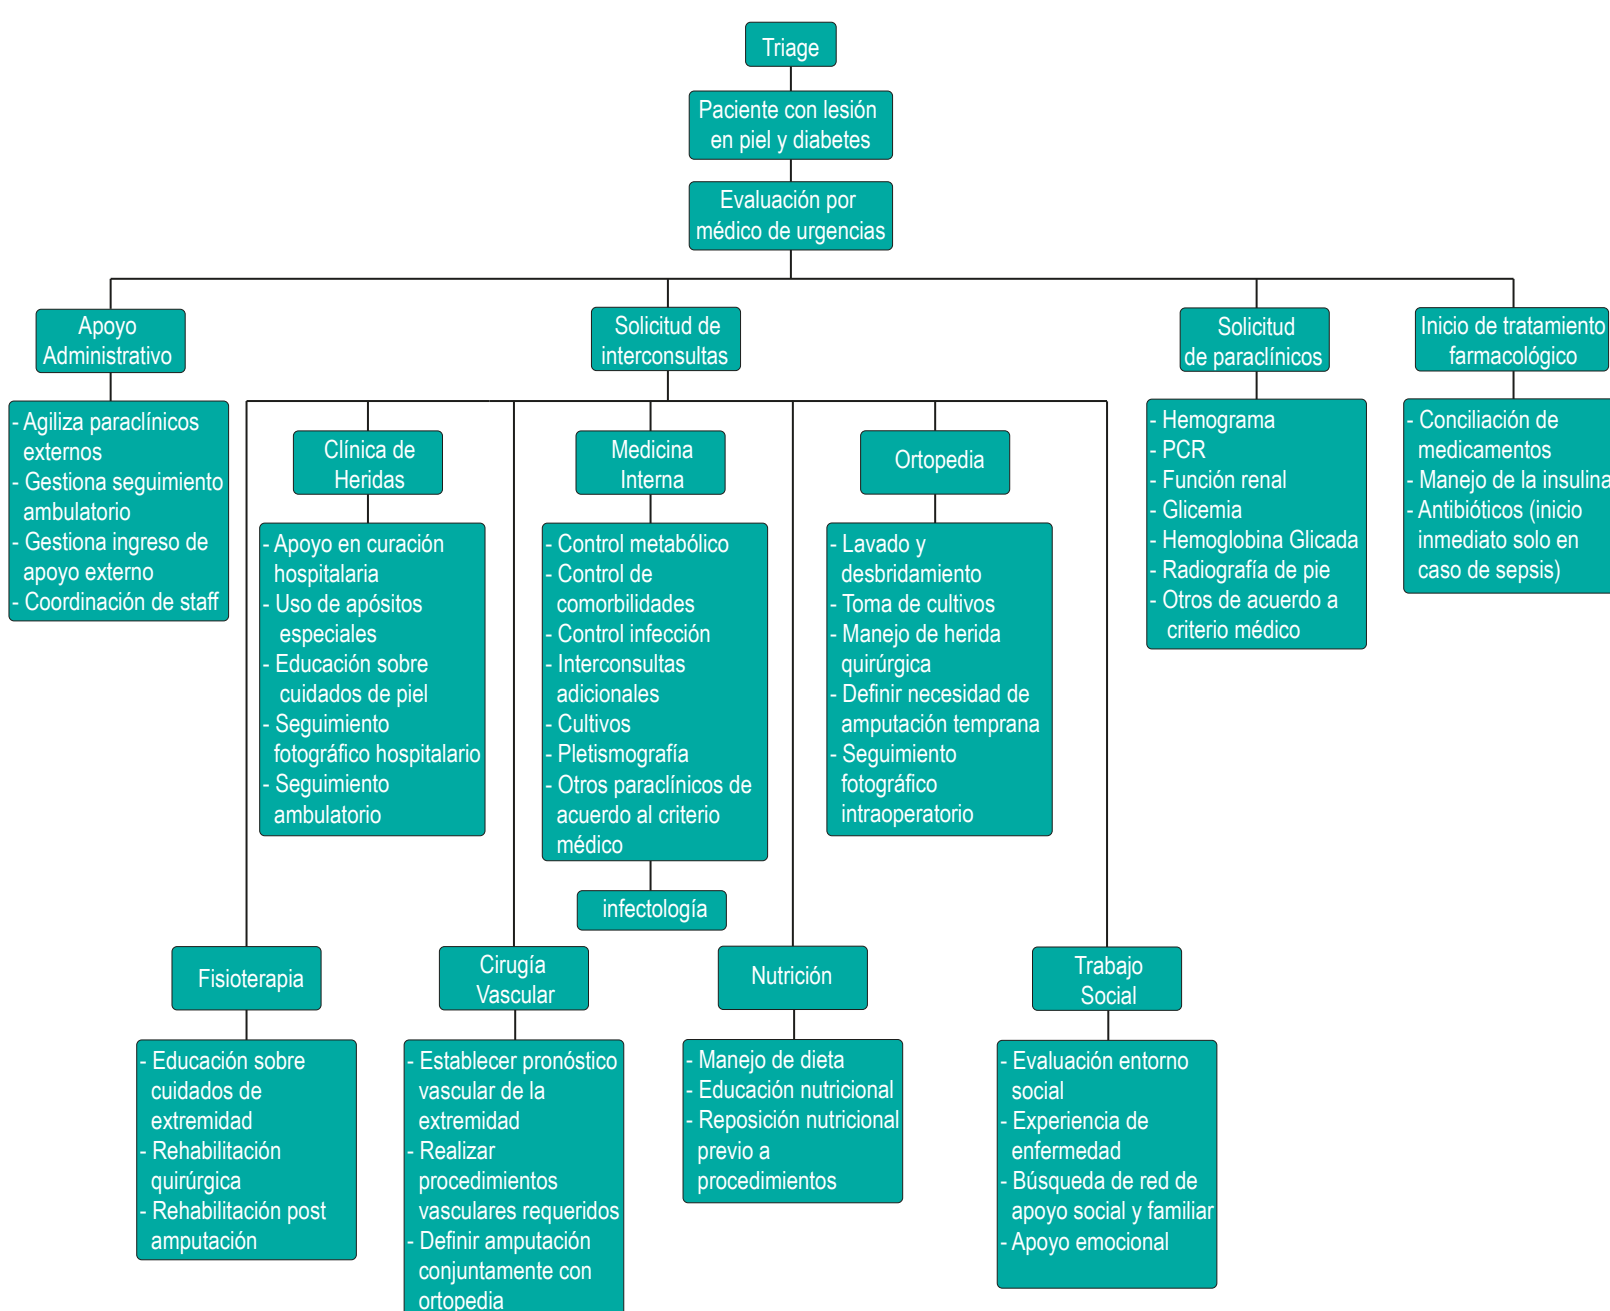 Triage
Paciente con lesión
en piel y diabetes
Evaluación por
médico de urgencias
Apoyo
Administrativo
- Agiliza paraclínicos
externos
- Gestiona seguimiento
ambulatorio
- Gestiona ingreso de
apoyo externo
- Coordinación de staff
Solicitud de
interconsultas
Solicitud
de paraclínicos
- Hemograma
- PCR
- Función renal
- Glicemia
- Hemoglobina Glicada
- Radiografía de pie
- Otros de acuerdo a
criterio médico
Inicio de tratamiento
farmacológico
- Conciliación de
medicamentos
- Manejo de la insulina
- Antibióticos (inicio
inmediato solo en
caso de sepsis)
Clínica de
Heridas
- Apoyo en curación
hospitalaria
- Uso de apósitos
especiales
- Educación sobre
cuidados de piel
- Seguimiento
fotográfico hospitalario
- Seguimiento
ambulatorio
Medicina
Interna
- Control metabólico
- Control de
comorbilidades
- Control infección
- Interconsultas
adicionales
- Cultivos
- Pletismografía
- Otros paraclínicos de
acuerdo al criterio
médico
infectología
Ortopedia
- Lavado y
desbridamiento
- Toma de cultivos
- Manejo de herida
quirúrgica
- Definir necesidad de
amputación temprana
- Seguimiento
fotográfico
intraoperatorio
Fisioterapia
- Educación sobre
cuidados de
extremidad
- Rehabilitación
quirúrgica
- Rehabilitación post
amputación
Cirugía
Vascular
- Establecer pronóstico
vascular de la
extremidad
- Realizar
procedimientos
vasculares requeridos
- Definir amputación
conjuntamente con
ortopedia
Nutrición
- Manejo de dieta
- Educación nutricional
- Reposición nutricional
previo a
procedimientos
Trabajo
Social
- Evaluación entorno
social
- Experiencia de
enfermedad
- Búsqueda de red de
apoyo social y familiar
- Apoyo emocional